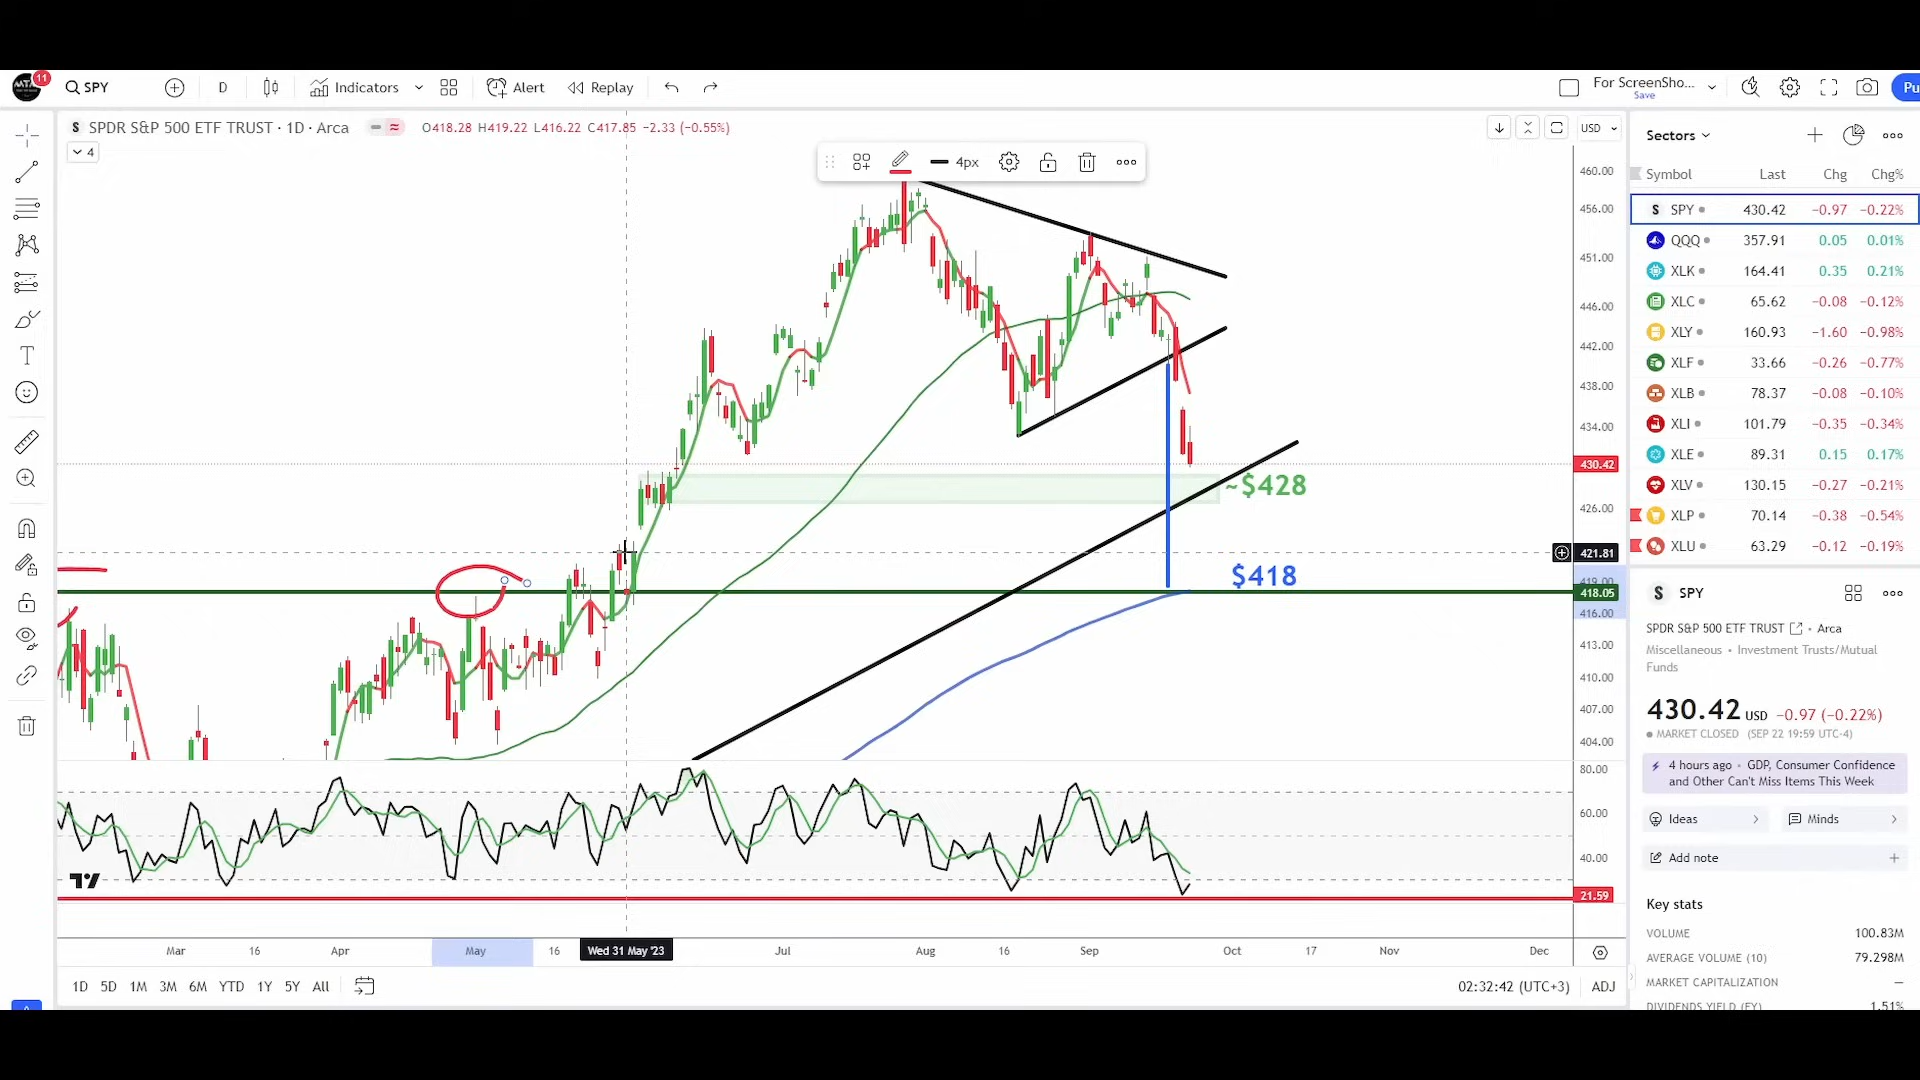 11
SPY
D
Indicators
Alert
Replay
For ScreenSho...
Save
Pu
S SPDR S&P 500 ETF TRUST · 1D · Arca
O418.28 H419.22 L416.22 C417.85 −2.33 (−0.55%)
4
4px
USD
460.00
456.00
451.00
446.00
442.00
438.00
434.00
430.42
426.00
421.81
419.00
418.05
416.00
413.00
410.00
407.00
404.00
~$428
$418
80.00
60.00
40.00
21.59
Mar 16 Apr May 16 Wed 31 May '23 Jul Aug 16 Sep Oct 17 Nov Dec
1D 5D 1M 3M 6M YTD 1Y 5Y All
02:32:42 (UTC+3) ADJ
Sectors
Symbol Last Chg Chg%
S SPY 430.42 −0.97 −0.22%
QQQ 357.91 0.05 0.01%
XLK 164.41 0.35 0.21%
XLC 65.62 −0.08 −0.12%
XLY 160.93 −1.60 −0.98%
XLF 33.66 −0.26 −0.77%
XLB 78.37 −0.08 −0.10%
XLI 101.79 −0.35 −0.34%
XLE 89.31 0.15 0.17%
XLV 130.15 −0.27 −0.21%
XLP 70.14 −0.38 −0.54%
XLU 63.29 −0.12 −0.19%
S SPY
SPDR S&P 500 ETF TRUST · Arca
Miscellaneous · Investment Trusts/Mutual
Funds
430.42 USD −0.97 (−0.22%)
MARKET CLOSED (SEP 22 19:59 UTC-4)
4 hours ago · GDP, Consumer Confidence
and Other Can't Miss Items This Week
Ideas
Minds
Add note
Key stats
VOLUME 100.83M
AVERAGE VOLUME (10) 79.298M
MARKET CAPITALIZATION —
DIVIDENDS YIELD (FY) 1.51%